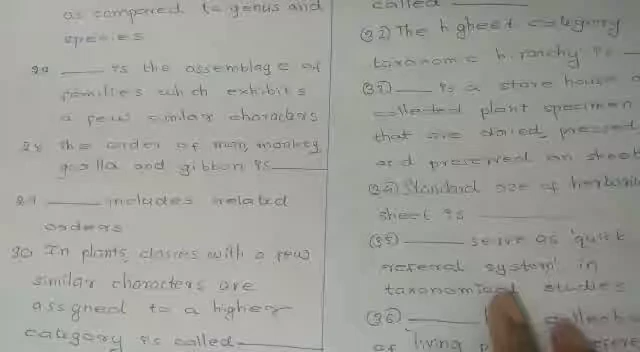 as compared to genus and
species
29 ____ is the assemblage of
families which exhibits
a few similar characters
28 The order of man, monkey,
gorilla and gibbon is ____
29 ____ includes related
orders
30 In plants, classes with a few
similar characters are
assigned to a higher
category is called ____
called ____
(32) The highest category
taxonomic hirarchy is ____
____ is a store house o
collected plant specimen
that are dried, pressed
and preserved on sheet
(34) Standard size of herbarium
sheet is ____
(35) ____ serve as 'quick
referal system' in
taxonomical studies
(36) ____ collectio
of living